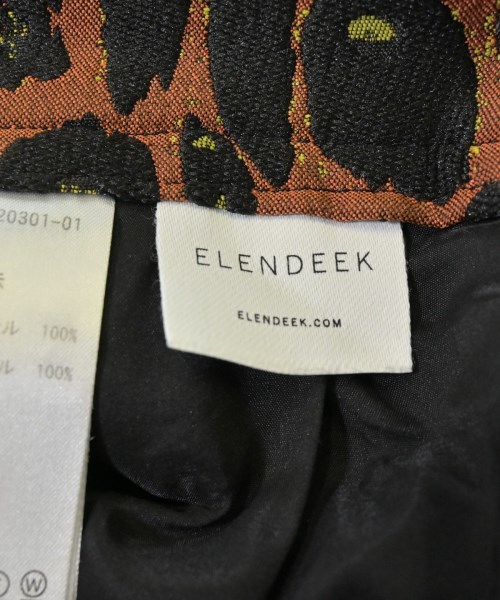 20301-01
ル 100%
ル 100%
ELENDEEK
ELENDEEK.COM
W